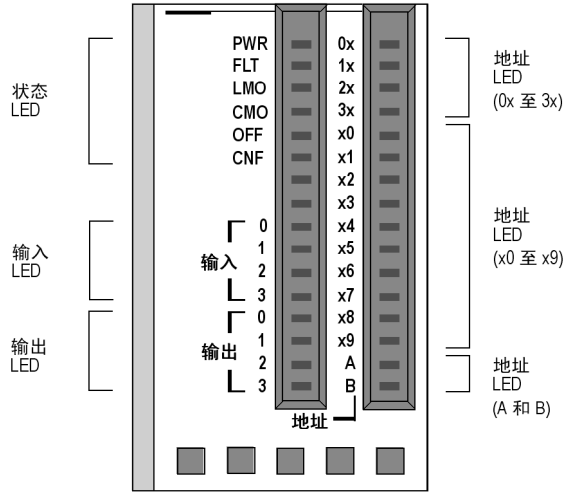 状态
LED
输入
LED
输出
LED
PWR
FLT
LMO
CMO
OFF
CNF
0
1
输入
2
3
0
1
输出
2
3
0x
1x
2x
3x
x0
x1
x2
x3
x4
x5
x6
x7
x8
x9
A
B
地址
地址
LED
(0x 至 3x)
地址
LED
(x0 至 x9)
地址
LED
(A 和 B)